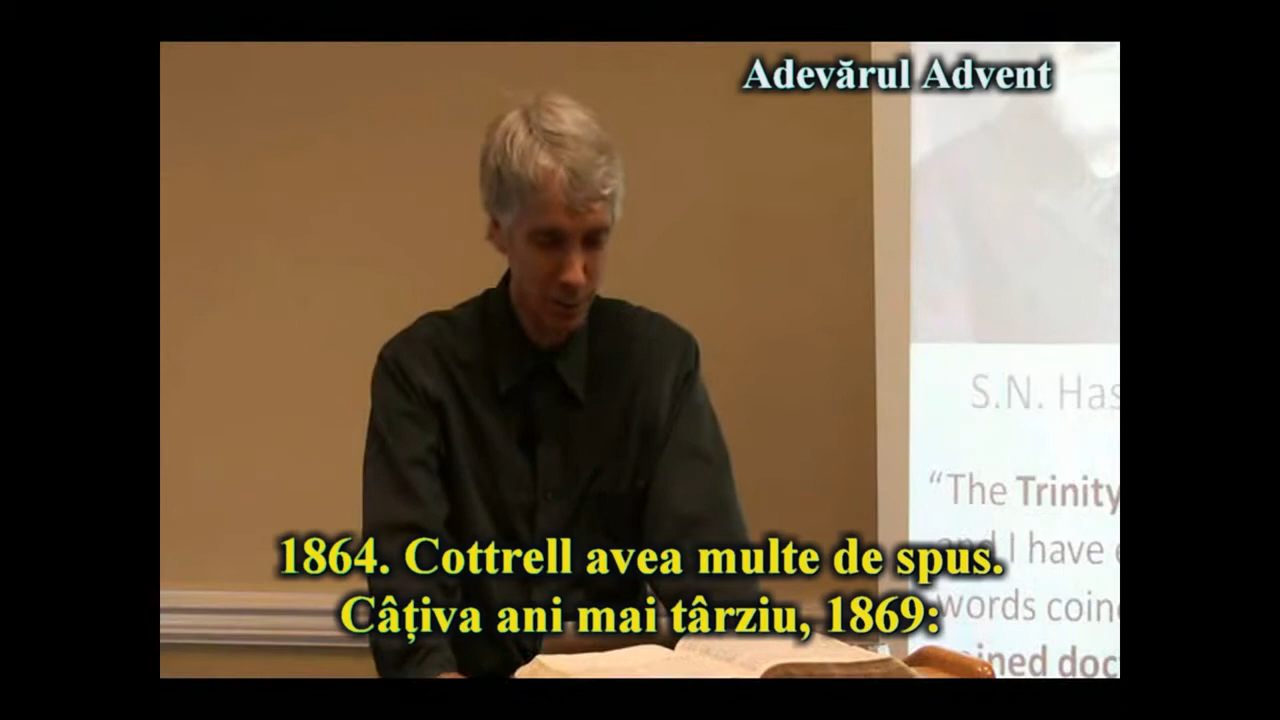 Adevărul Advent
S.N. Has
“The Trinity
I have
words coin
ined doc
1864. Cottrell avea multe de spus.
Câțiva ani mai târziu, 1869: